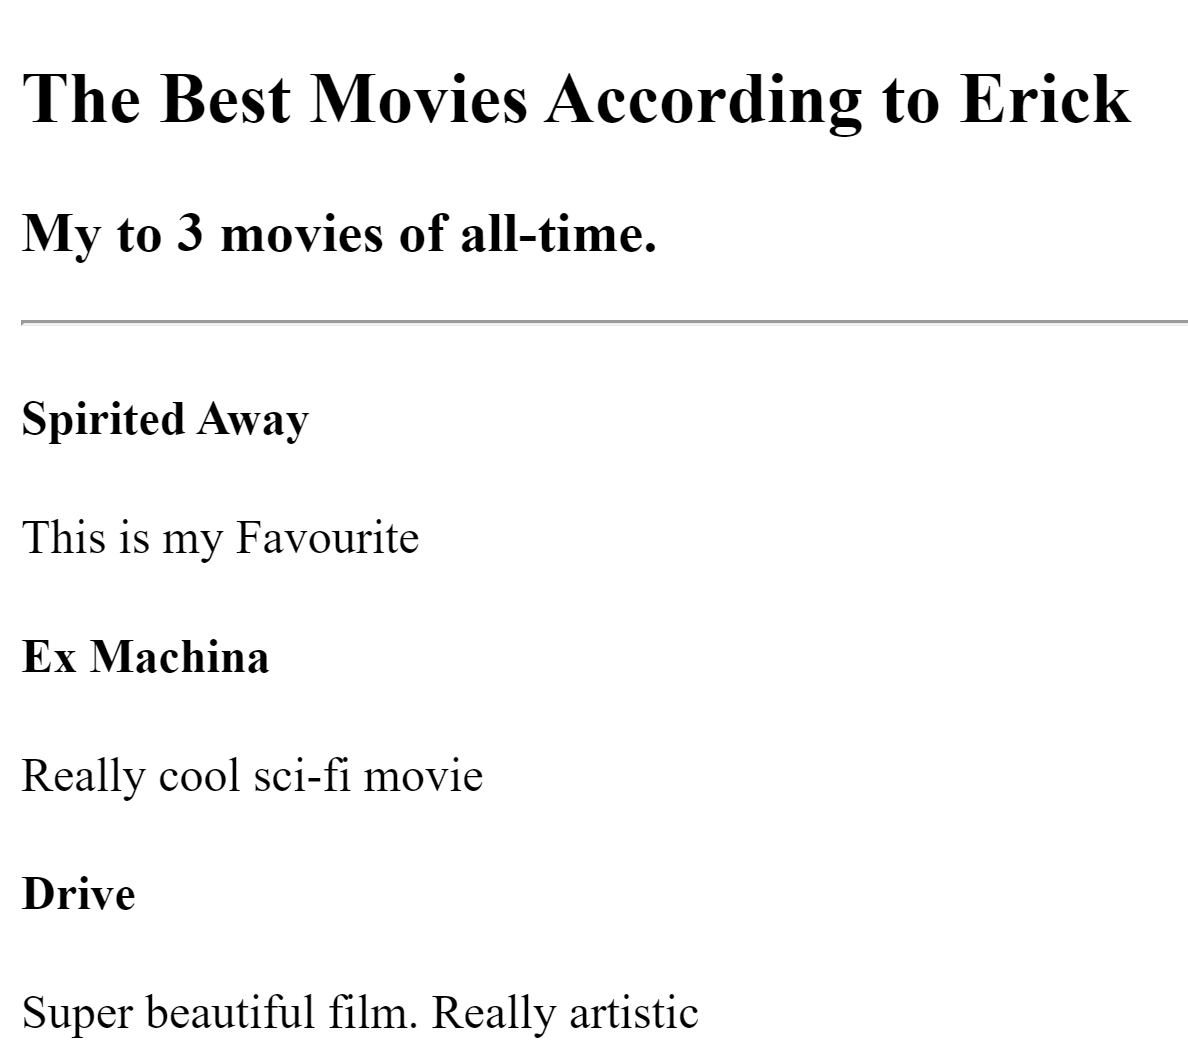 The Best Movies According to Erick
My to 3 movies of all-time.
Spirited Away
This is my Favourite
Ex Machina
Really cool sci-fi movie
Drive
Super beautiful film. Really artistic